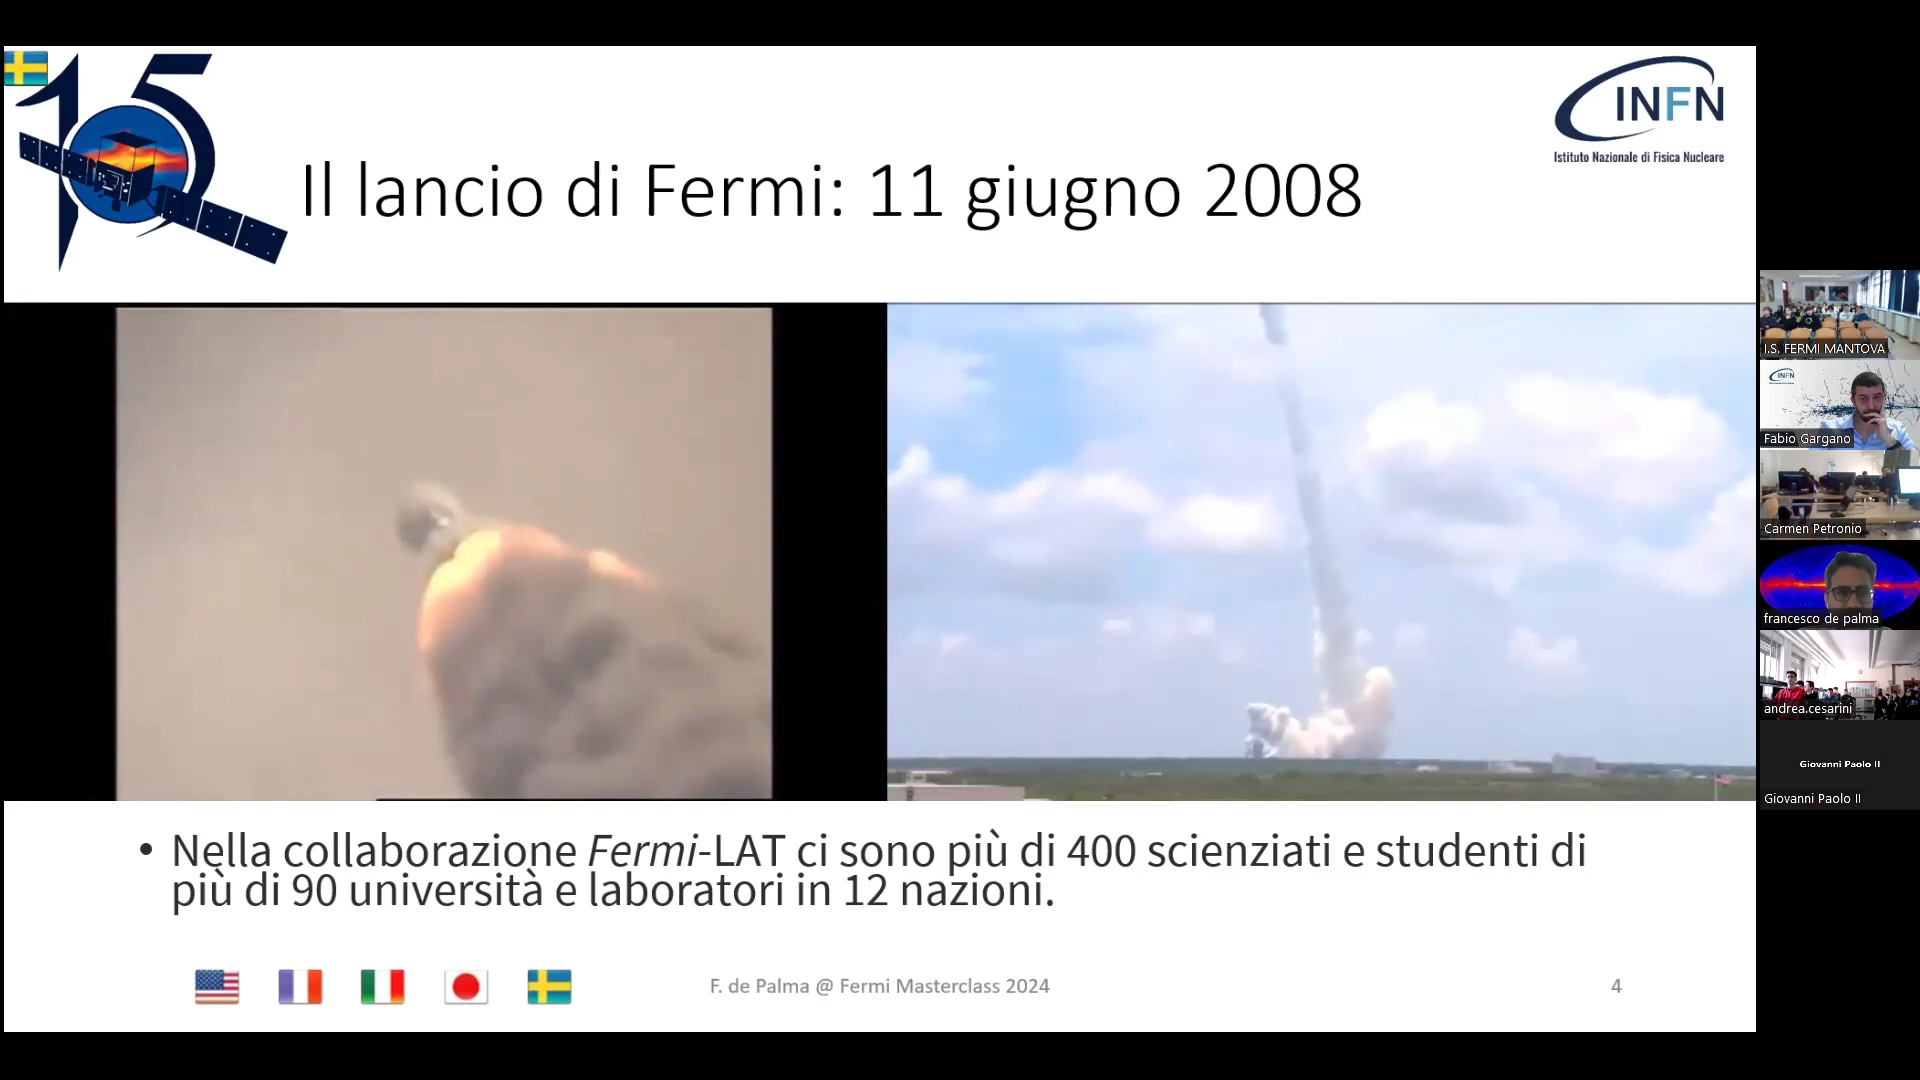 15
INFN
Istituto Nazionale di Fisica Nucleare
Il lancio di Fermi: 11 giugno 2008
• Nella collaborazione Fermi-LAT ci sono più di 400 scienziati e studenti di
più di 90 università e laboratori in 12 nazioni.
F. de Palma @ Fermi Masterclass 2024
4
I.S. FERMI MANTOVA
INFN
Fabio Gargano
Carmen Petronio
francesco de palma
andrea.cesarini
Giovanni Paolo II
Giovanni Paolo II